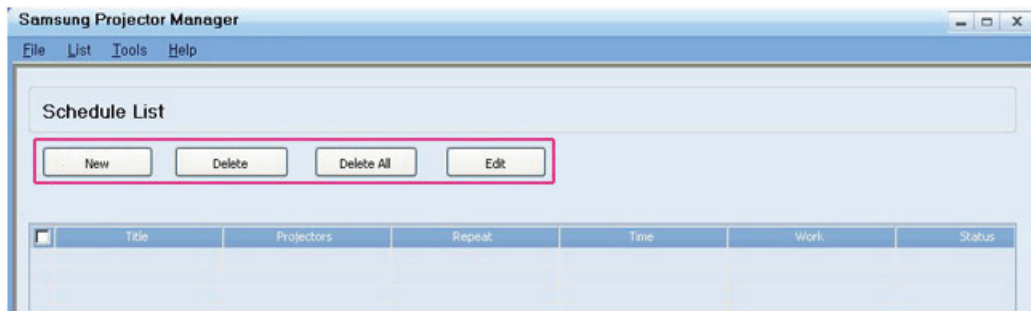 Samsung Projector Manager
File List Tools Help
Schedule List
New Delete Delete All Edit
Title Projectors Repeat Time Work Status